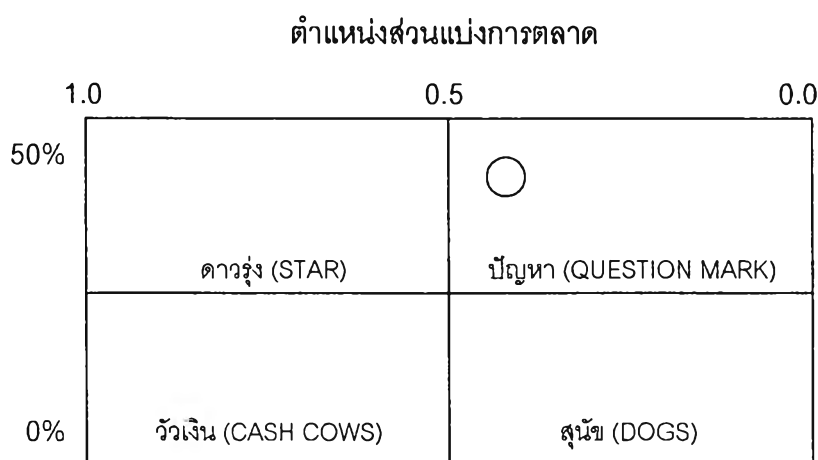 ตำแหน่งส่วนแบ่งการตลาด
1.0 0.5 0.0
50%
ดาวรุ่ง (STAR) ปัญหา (QUESTION MARK)
0% วัวเงิน (CASH COWS) สุนัข (DOGS)